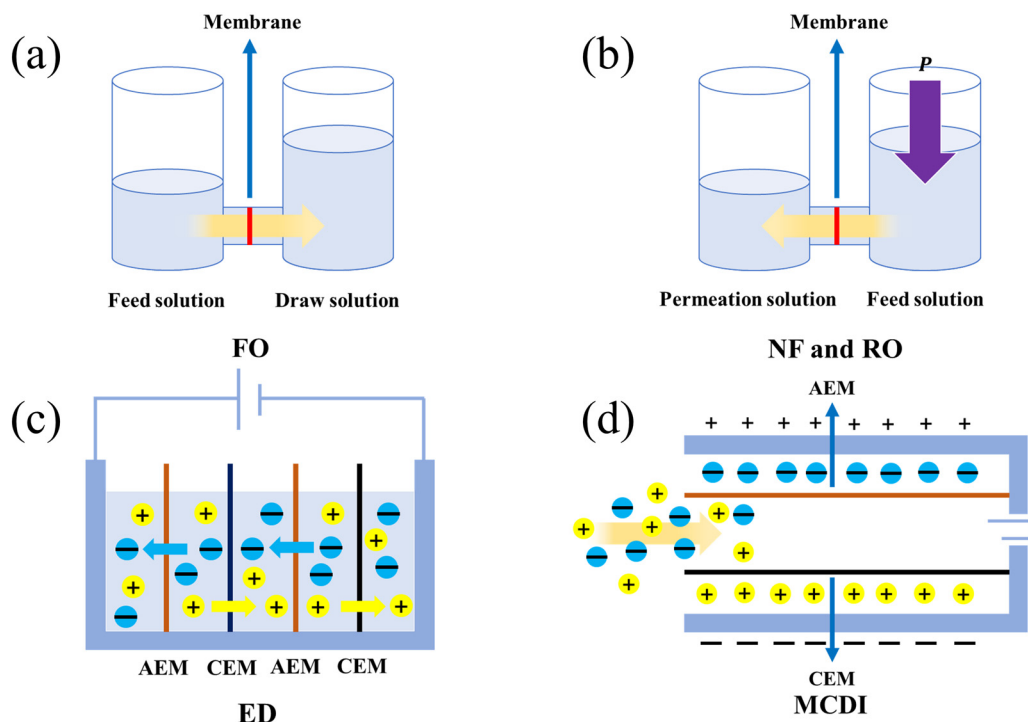 (a)
Membrane
Feed solution
Draw solution
FO
(b)
Membrane
P
Permeation solution
Feed solution
NF and RO
(c)
+ + + + + + + + +
AEM CEM AEM CEM
ED
(d)
AEM
+ + + + + + + +
+ + + + + +
+ + + + + + + +
CEM
MCDI